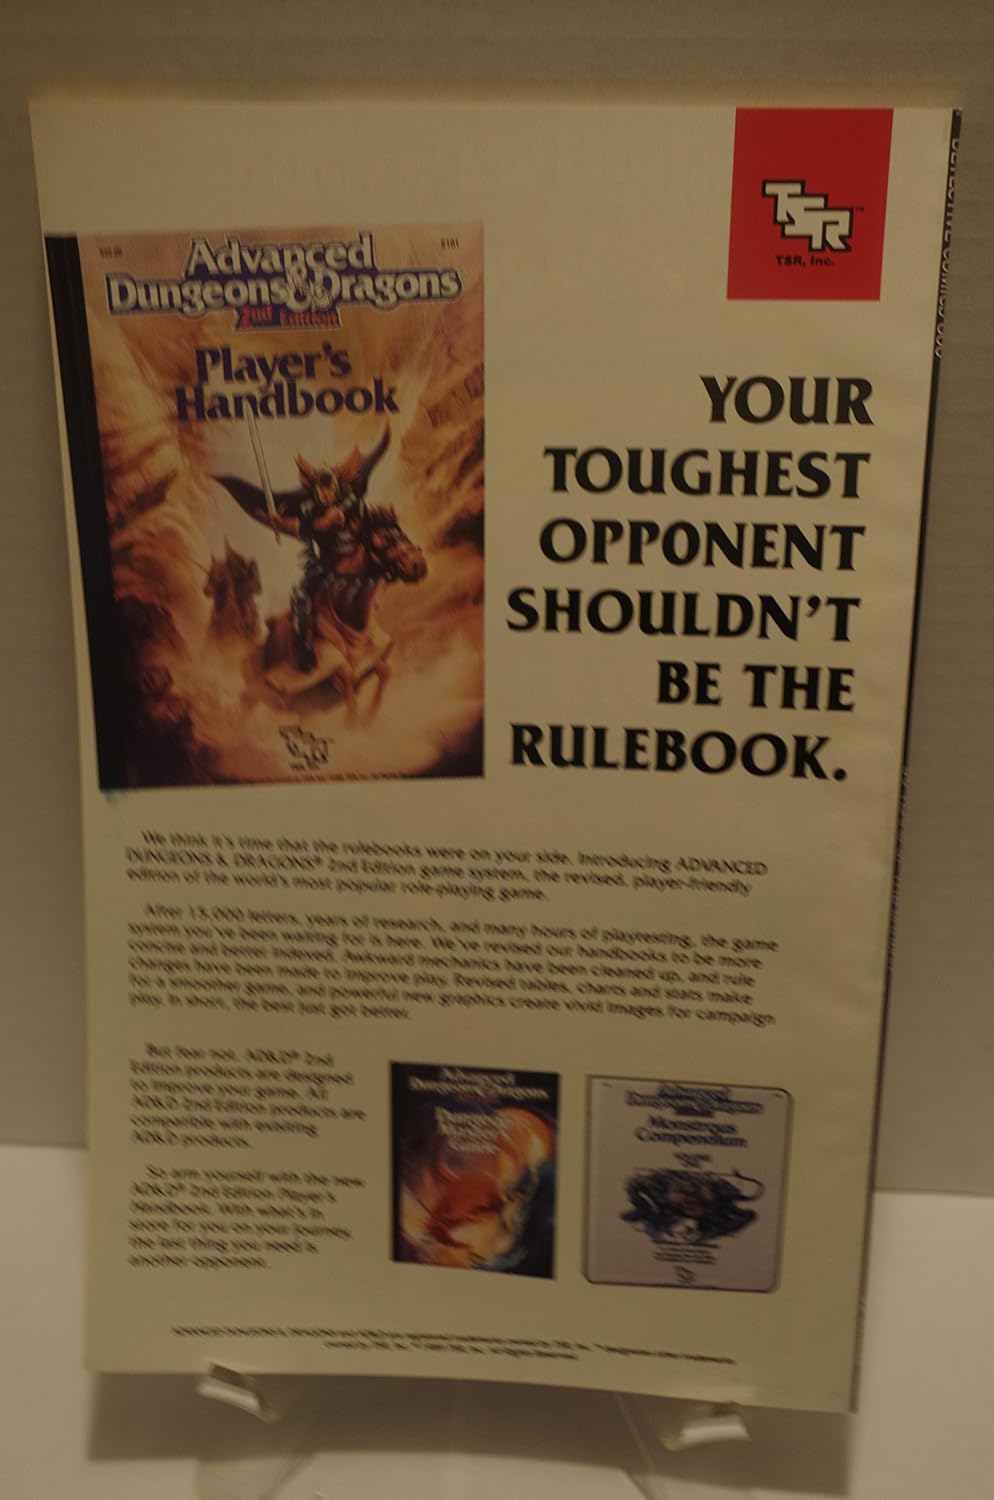 TSR
TSR, Inc.
Advanced
Dungeons & Dragons
2nd Edition
Player's
Handbook
YOUR
TOUGHEST
OPPONENT
SHOULDN'T
BE THE
RULEBOOK.
We think it's time that the rulebooks were on your side. Introducing ADVANCED
DUNGEONS & DRAGONS® 2nd Edition game system, the revised, player-friendly
edition of the world's most popular role-playing game.
After 15,000 letters, years of research, and many hours of playtesting, the game
system you've been waiting for is here. We've revised our handbooks to be more
concise and better indexed. Awkward mechanics have been cleaned up, and rule
changes have been made to improve play. Revised tables, charts and stats make
for a smoother game, and powerful new graphics create vivid images for campaign
play. In short, the best just got better.
But fear not. AD&D® 2nd
Edition products are designed
to improve your game. All
AD&D 2nd Edition products are
compatible with existing
AD&D products.
So arm yourself with the new
AD&D® 2nd Edition Player's
Handbook. With what's in
store for you on your journey,
the last thing you need is
another opponent.
Advanced
Dungeons & Dragons
Dungeon
Master's
Guide
Advanced
Dungeons & Dragons
Monstrous
Compendium